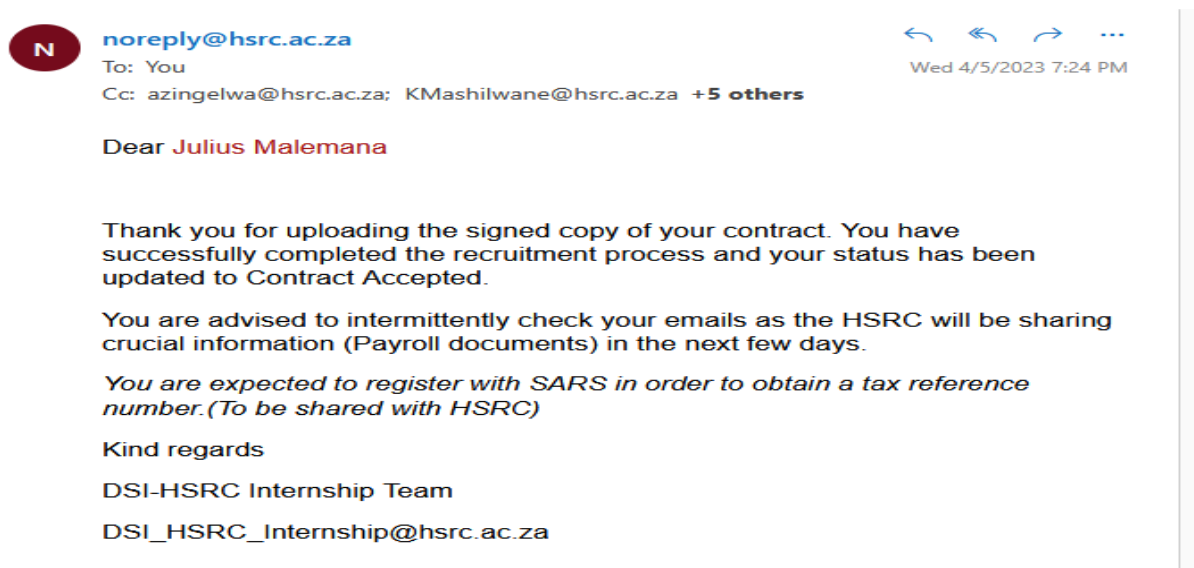 N
noreply@hsrc.ac.za
To: You
Wed 4/5/2023 7:24 PM
Cc: azingelwa@hsrc.ac.za; KMashilwane@hsrc.ac.za +5 others
Dear Julius Malemana
Thank you for uploading the signed copy of your contract. You have
successfully completed the recruitment process and your status has been
updated to Contract Accepted.
You are advised to intermittently check your emails as the HSRC will be sharing
crucial information (Payroll documents) in the next few days.
You are expected to register with SARS in order to obtain a tax reference
number.(To be shared with HSRC)
Kind regards
DSI-HSRC Internship Team
DSI_HSRC_Internship@hsrc.ac.za